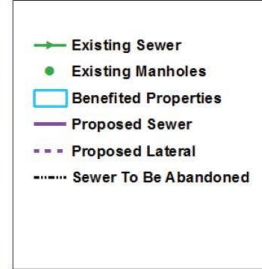 Existing Sewer
Existing Manholes
Benefited Properties
Proposed Sewer
Proposed Lateral
Sewer To Be Abandoned